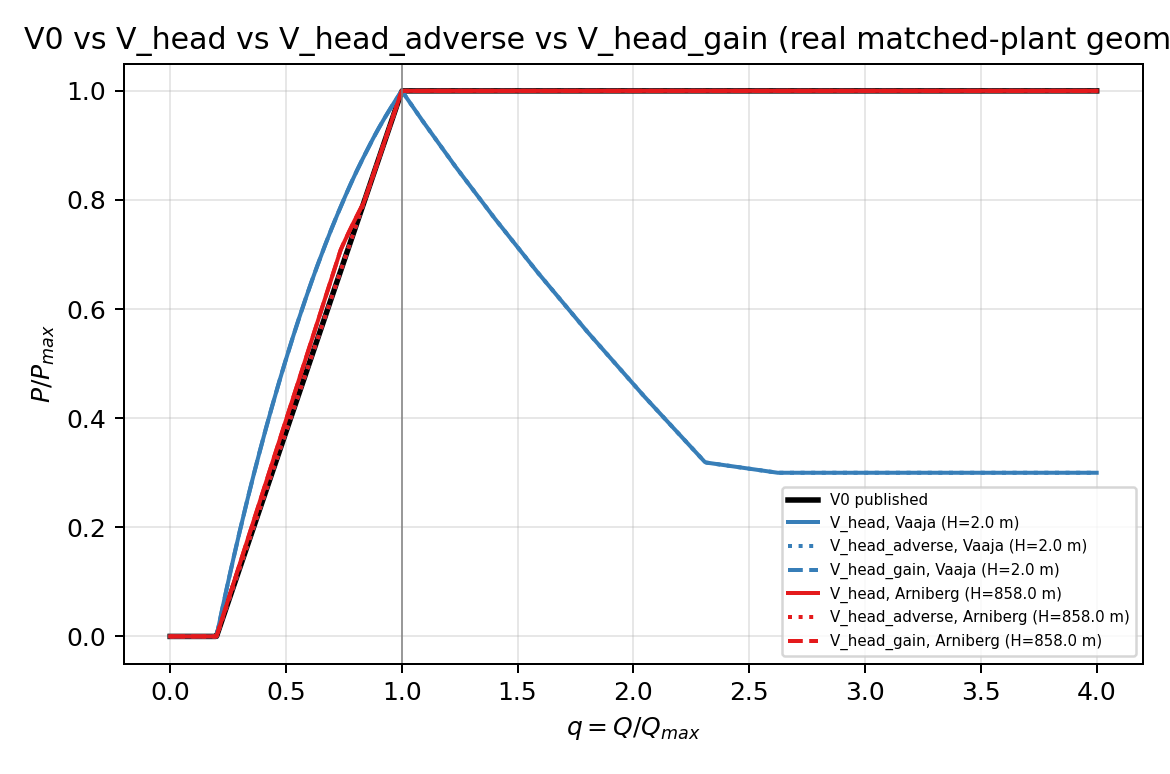 V0 vs V_head vs V_head_adverse vs V_head_gain (real matched-plant geom
1.0
0.8
0.6
0.4
0.2
0.0
P/P_max
V0 published
V_head, Vaaja (H=2.0 m)
V_head_adverse, Vaaja (H=2.0 m)
V_head_gain, Vaaja (H=2.0 m)
V_head, Arniberg (H=858.0 m)
V_head_adverse, Arniberg (H=858.0 m)
V_head_gain, Arniberg (H=858.0 m)
0.0 0.5 1.0 1.5 2.0 2.5 3.0 3.5 4.0
q = Q/Q_max